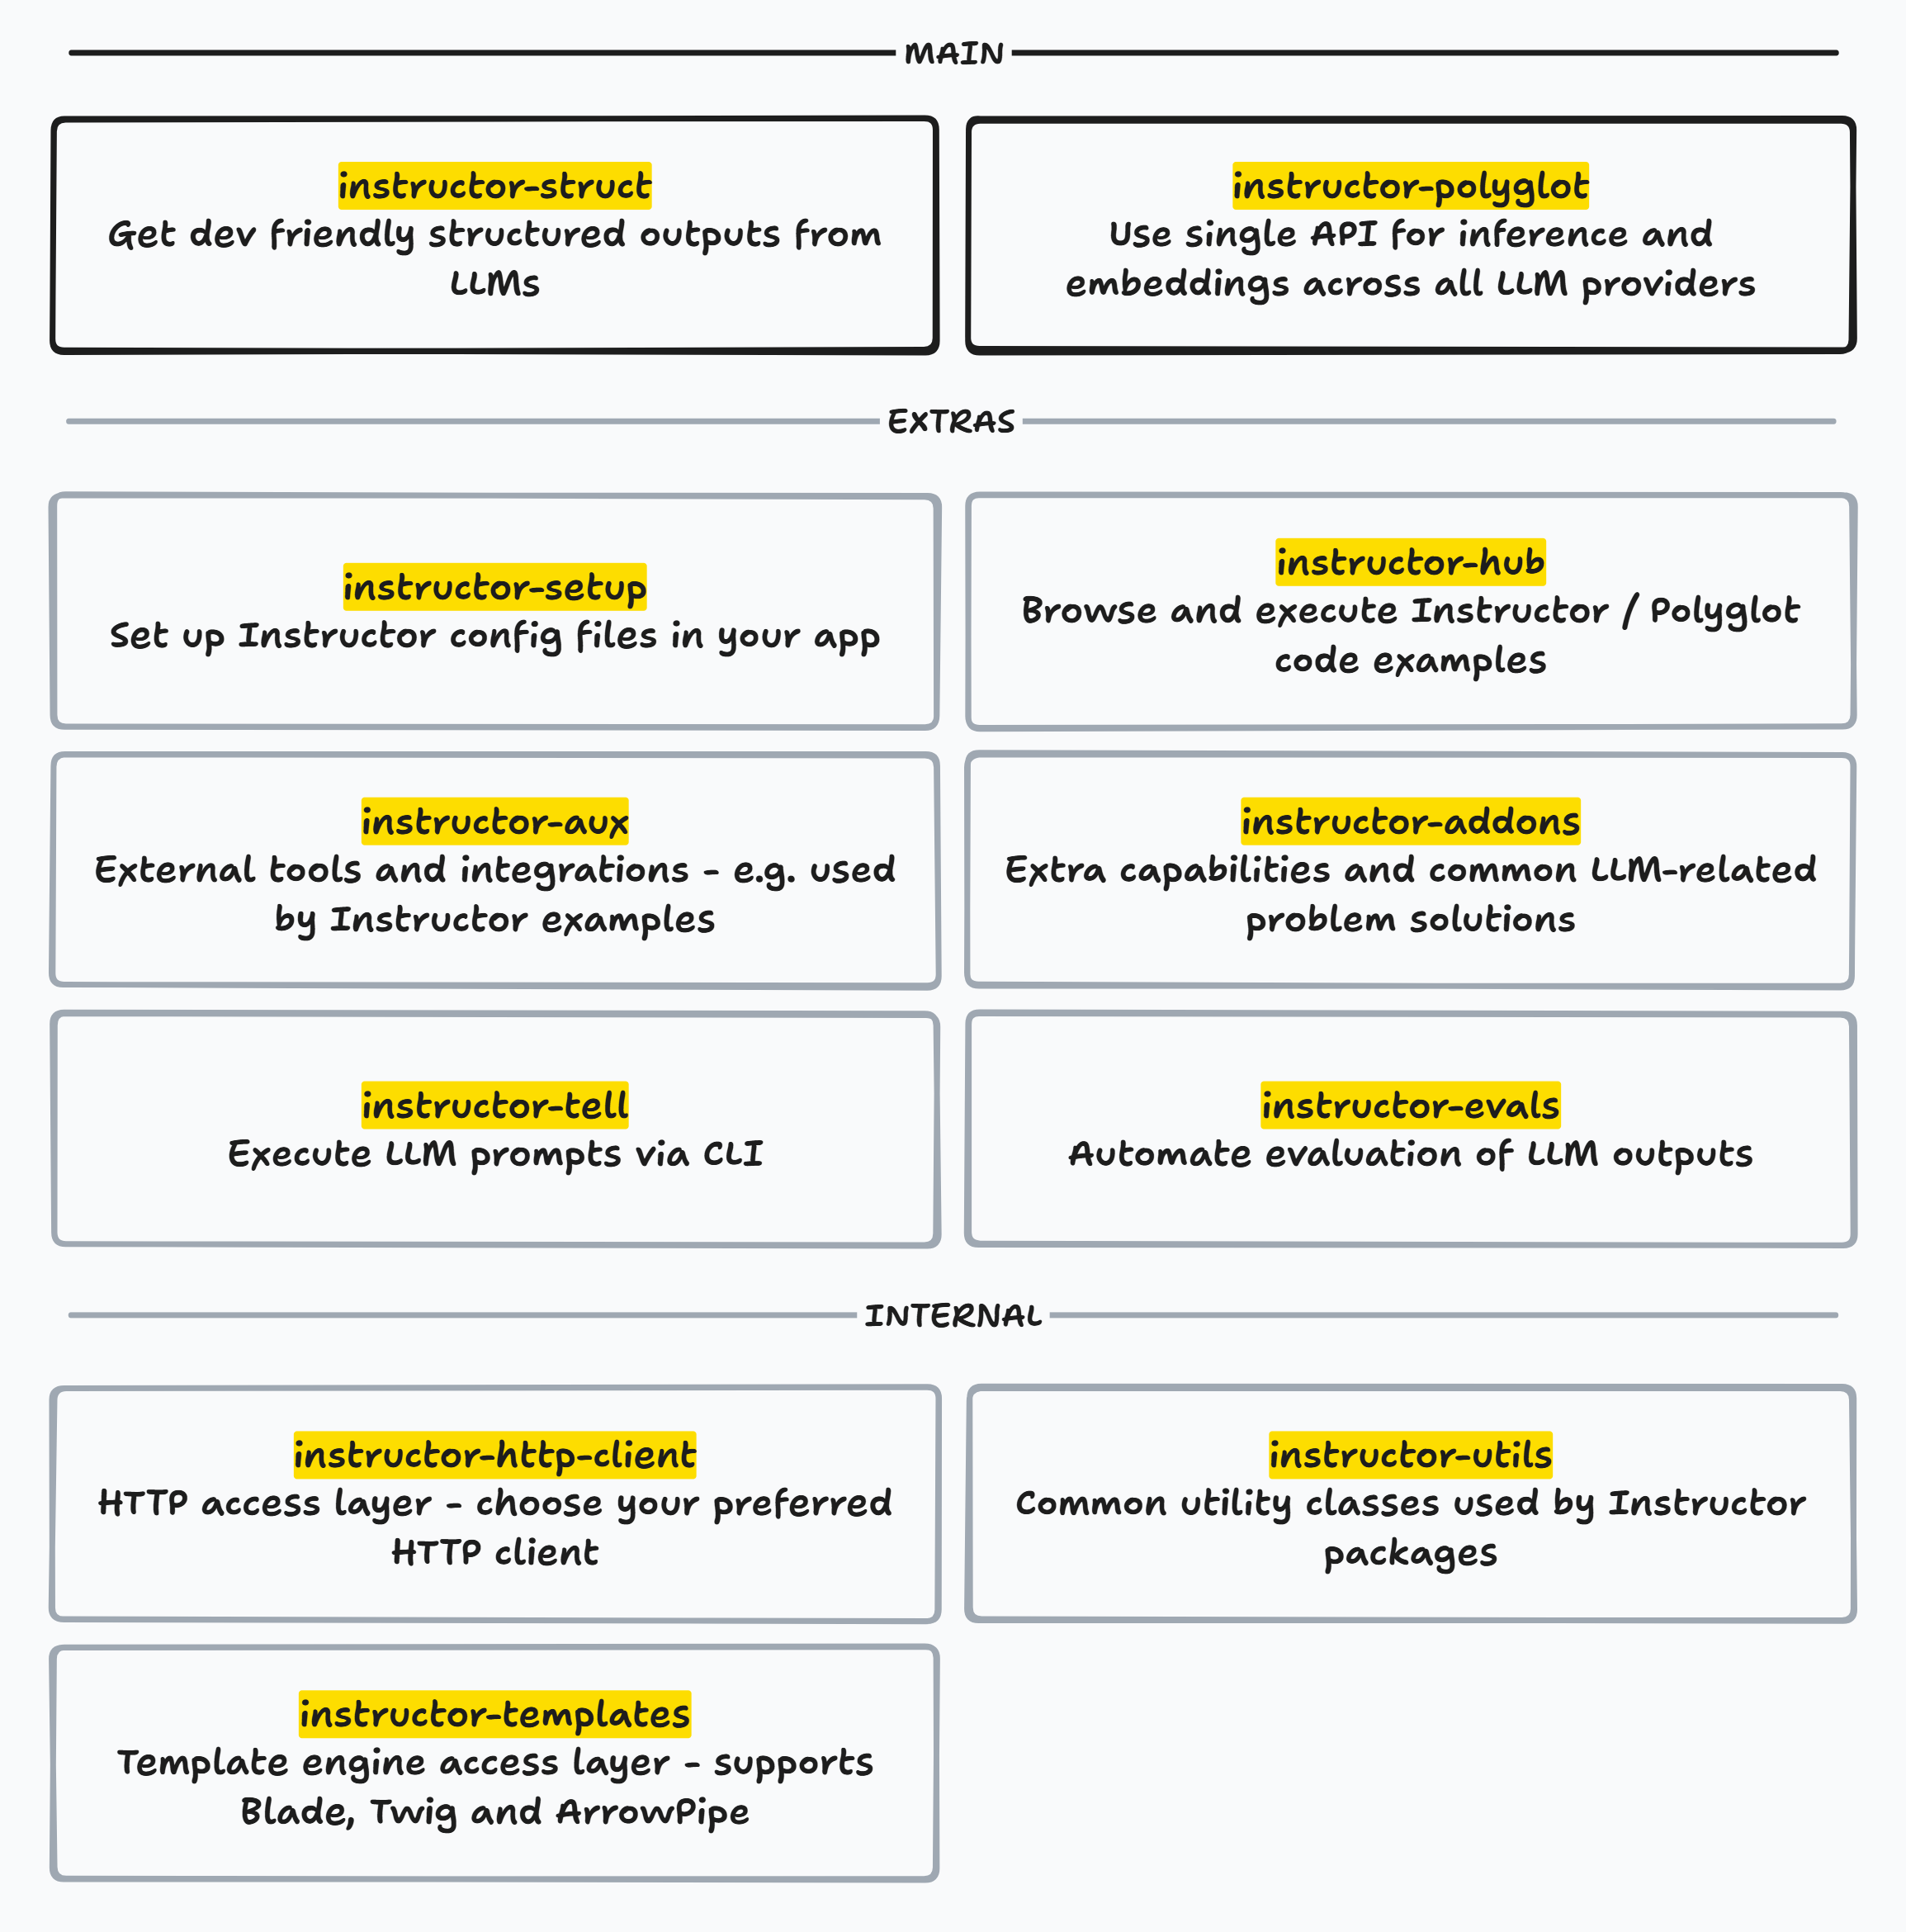 MAIN
instructor-struct
Get dev friendly structured outputs from
LLMs
instructor-polyglot
Use single API for inference and
embeddings across all LLM providers
EXTRAS
instructor-setup
Set up Instructor config files in your app
instructor-hub
Browse and execute Instructor / Polyglot
code examples
instructor-aux
External tools and integrations - e.g. used
by Instructor examples
instructor-addons
Extra capabilities and common LLM-related
problem solutions
instructor-tell
Execute LLM prompts via CLI
instructor-evals
Automate evaluation of LLM outputs
INTERNAL
instructor-http-client
HTTP access layer - choose your preferred
HTTP client
instructor-utils
Common utility classes used by Instructor
packages
instructor-templates
Template engine access layer - supports
Blade, Twig and ArrowPipe